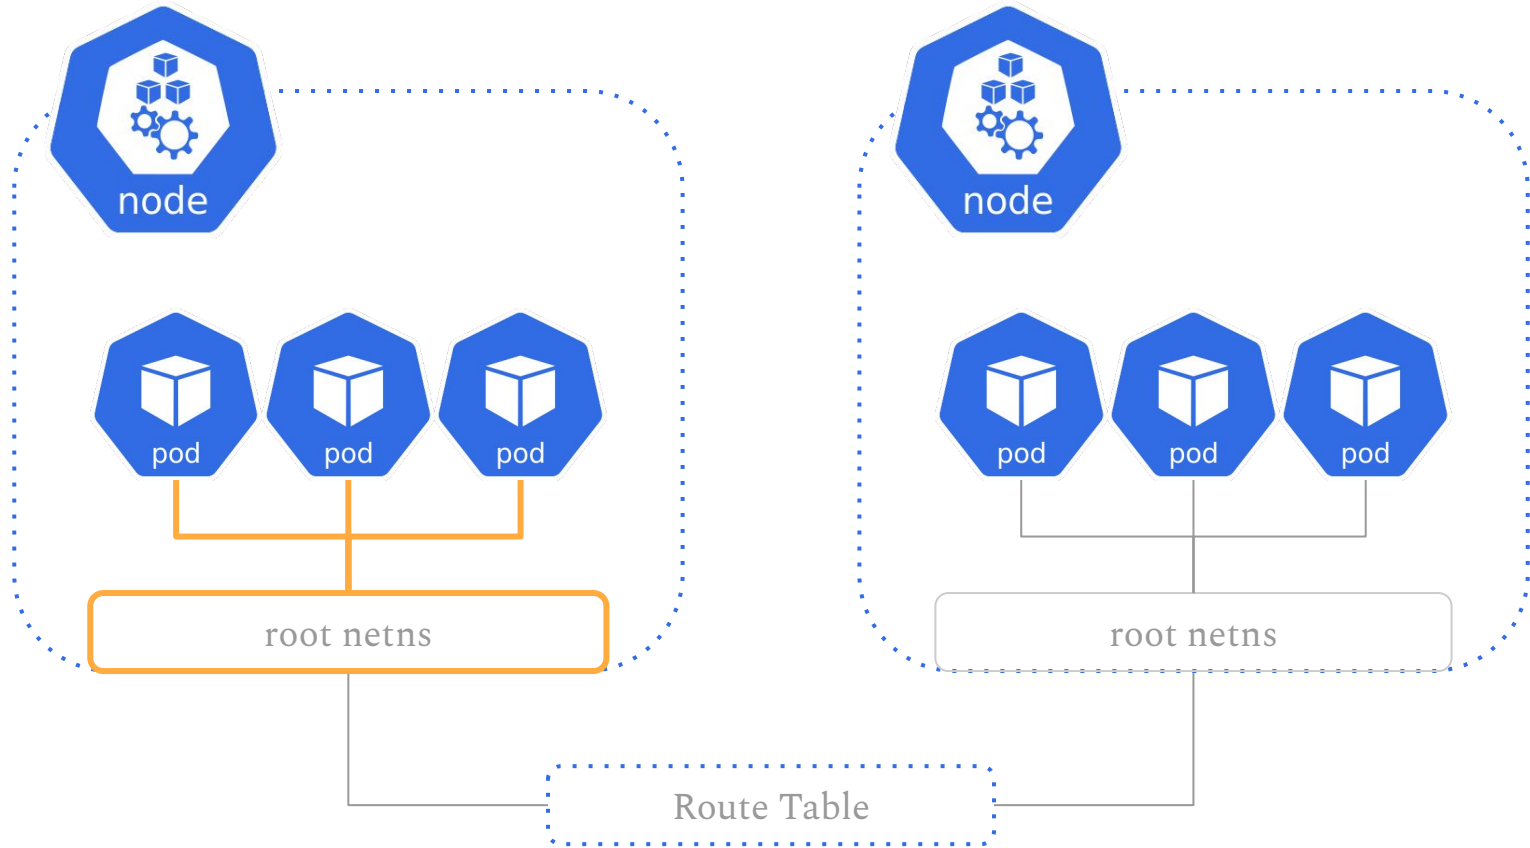 node
node
pod
pod
pod
pod
pod
pod
root netns
root netns
Route Table